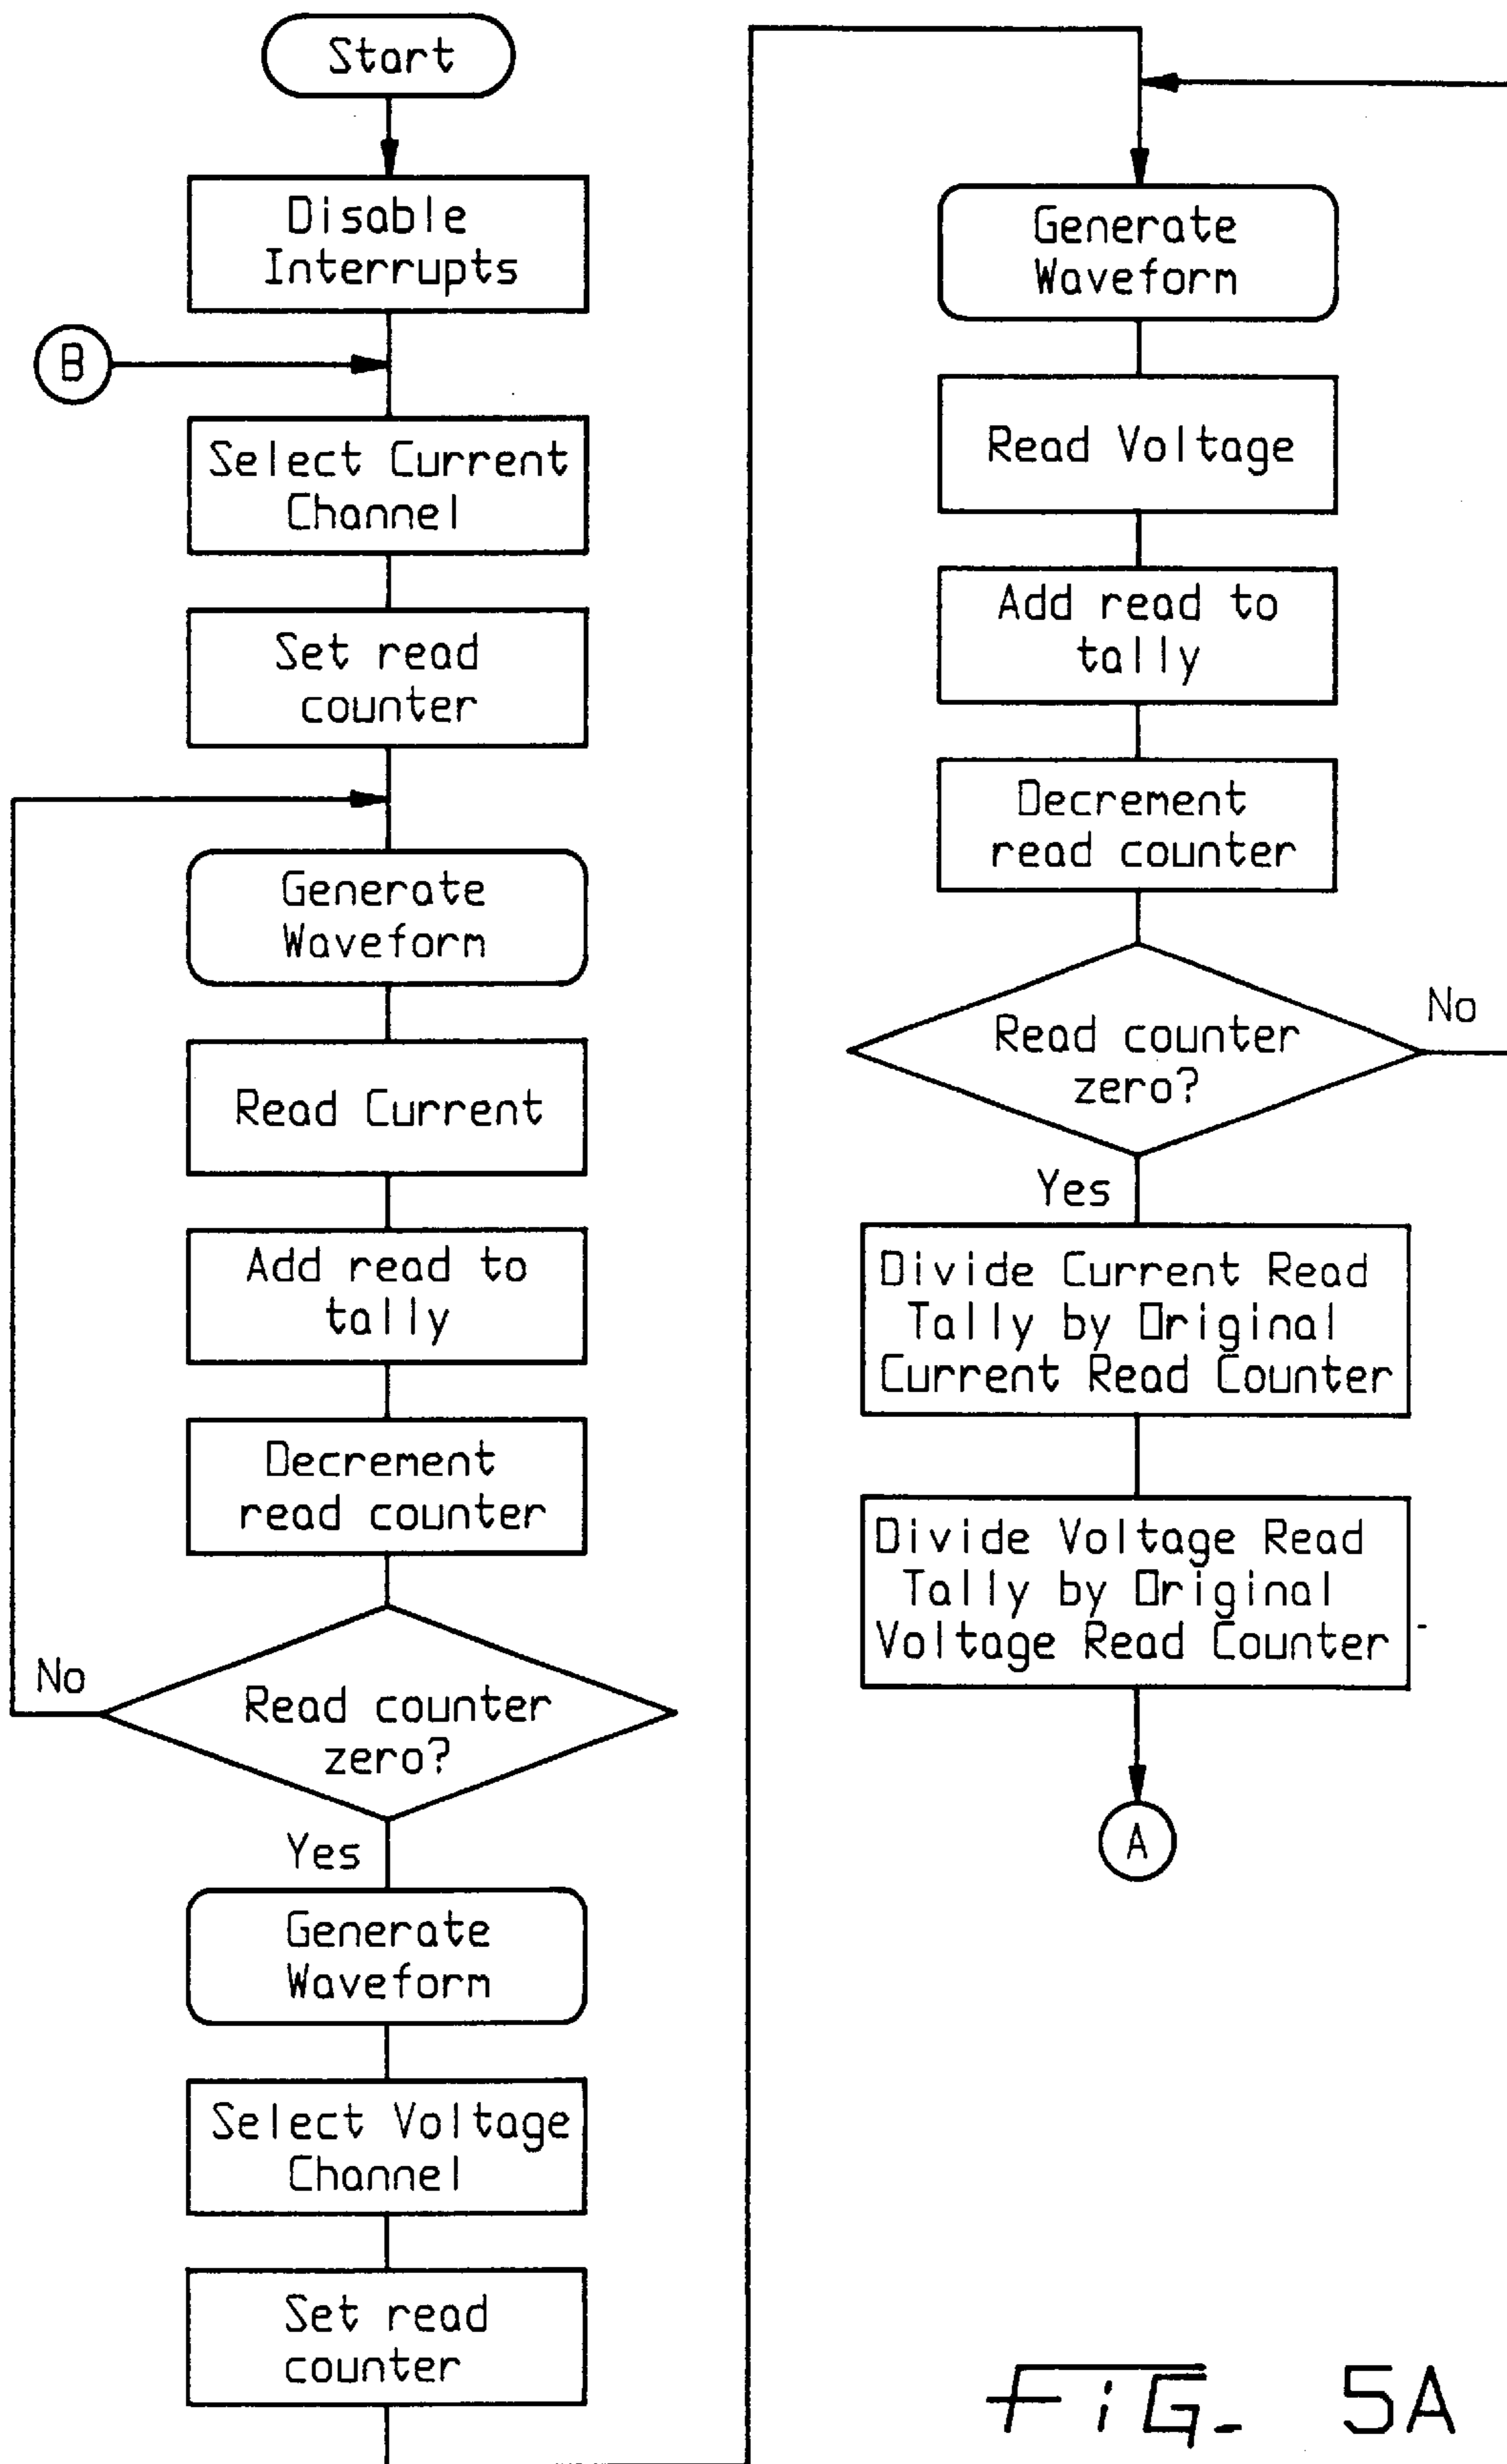 Start
Disable
Interrupts
B
Select Current
Channel
Set read
counter
Generate
Waveform
Read Current
Add read to
tally
Decrement
read counter
No
Read counter
zero?
Yes
Generate
Waveform
Select Voltage
Channel
Set read
counter
Generate
Waveform
Read Voltage
Add read to
tally
Decrement
read counter
No
Read counter
zero?
Yes
Divide Current Read
Tally by Original
Current Read Counter
Divide Voltage Read
Tally by Original
Voltage Read Counter
A
FiG. 5A